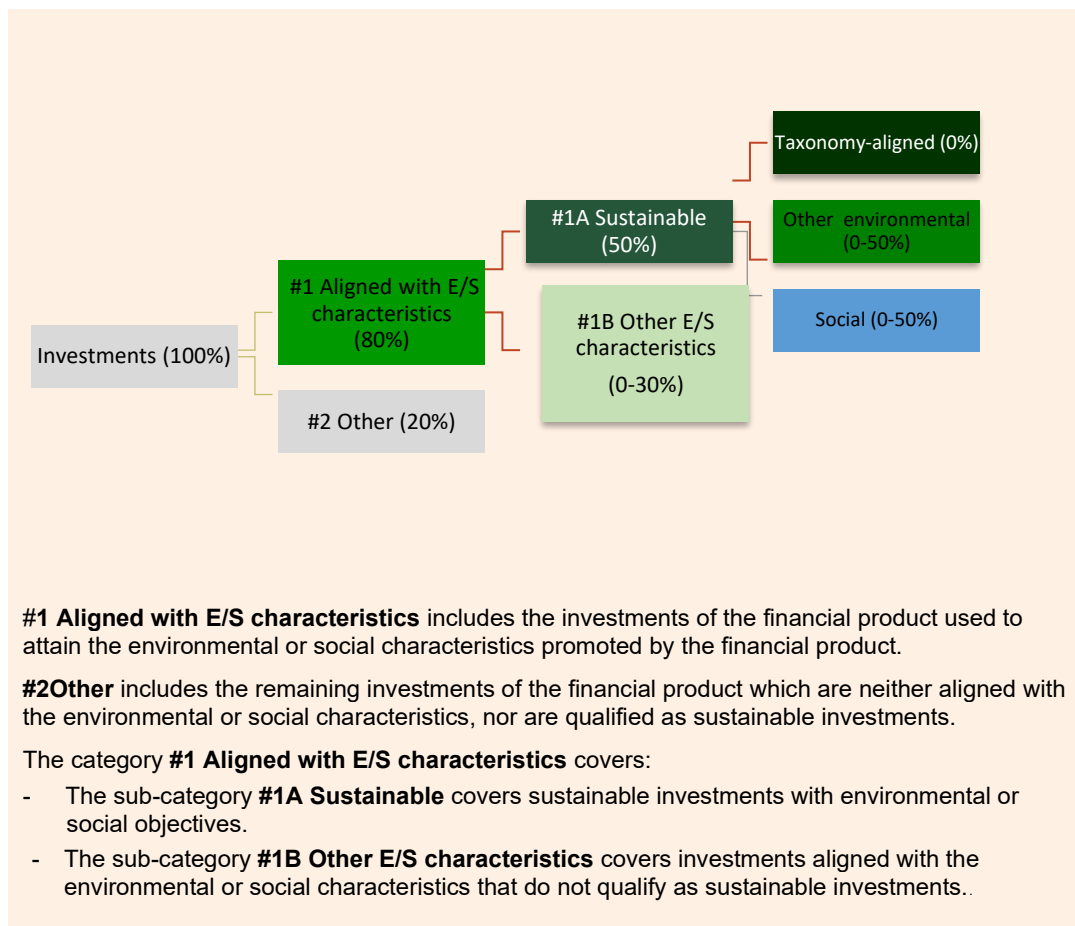 Taxonomy-aligned (0%)
#1A Sustainable
(50%)
Other environmental
(0-50%)
#1 Aligned with E/S
characteristics
(80%)
#1B Other E/S
characteristics
(0-30%)
Social (0-50%)
Investments (100%)
#2 Other (20%)
#1 Aligned with E/S characteristics includes the investments of the financial product used to
attain the environmental or social characteristics promoted by the financial product.
#2Other includes the remaining investments of the financial product which are neither aligned with
the environmental or social characteristics, nor are qualified as sustainable investments.
The category #1 Aligned with E/S characteristics covers:
- The sub-category #1A Sustainable covers sustainable investments with environmental or
social objectives.
- The sub-category #1B Other E/S characteristics covers investments aligned with the
environmental or social characteristics that do not qualify as sustainable investments..